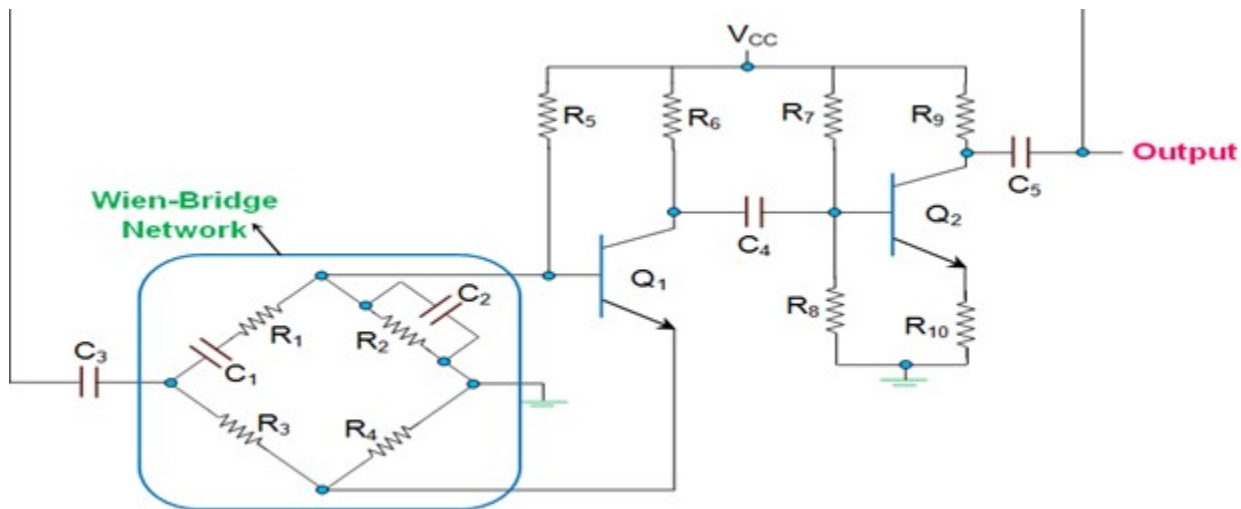 V_CC
R₅
R₆
R₇
R₉
Output
C₅
Wien-Bridge
Network
C₄
Q₂
Q₁
C₂
R₁
R₂
R₈
R₁₀
C₃
C₁
R₃
R₄